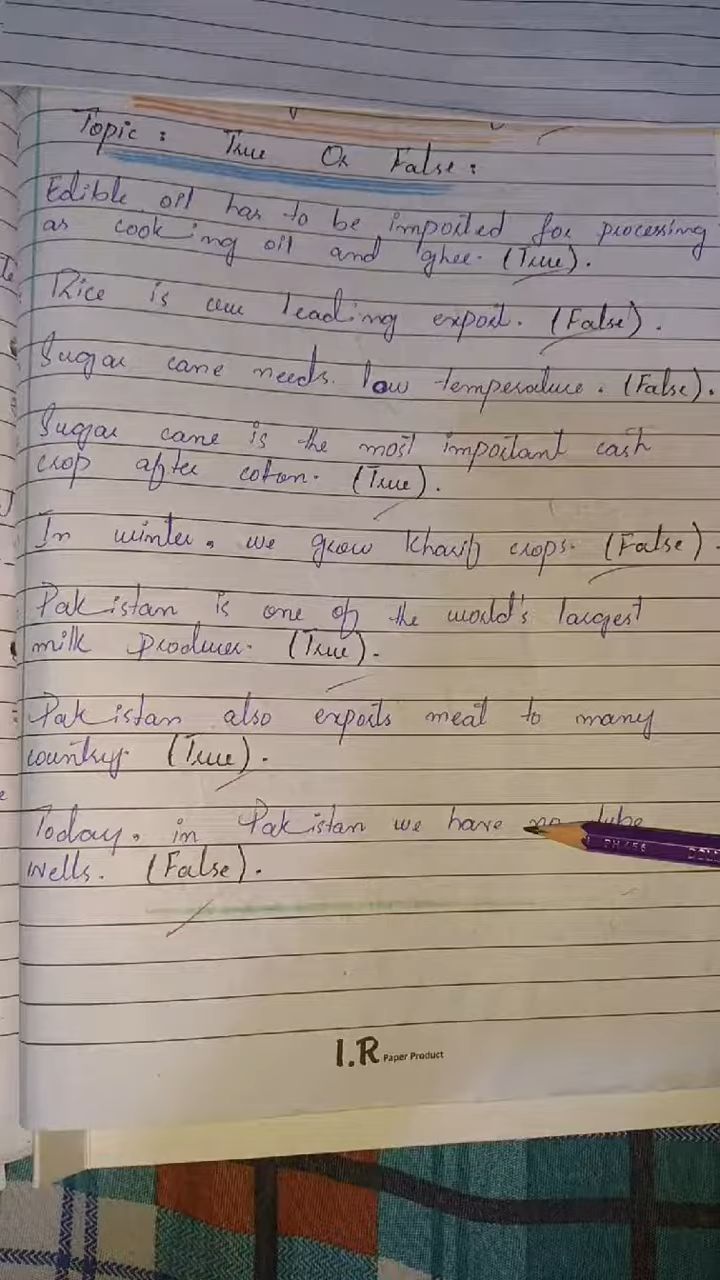 Topic : True Or False :
Edible oil has to be imported for processing
as cooking oil and ghee. (True).
Rice is our leading export. (False).
Sugar cane needs. low temperature. (False).
Sugar cane is the most important cash
crop after coton. (True).
In winter, we grow Kharif crops. (False).
Pakistan is one of the world's largest
milk producer. (True).
Pakistan also exports meat to many
country. (True).
Today, in Pakistan we have no tube
wells. (False).
I.R Paper Product